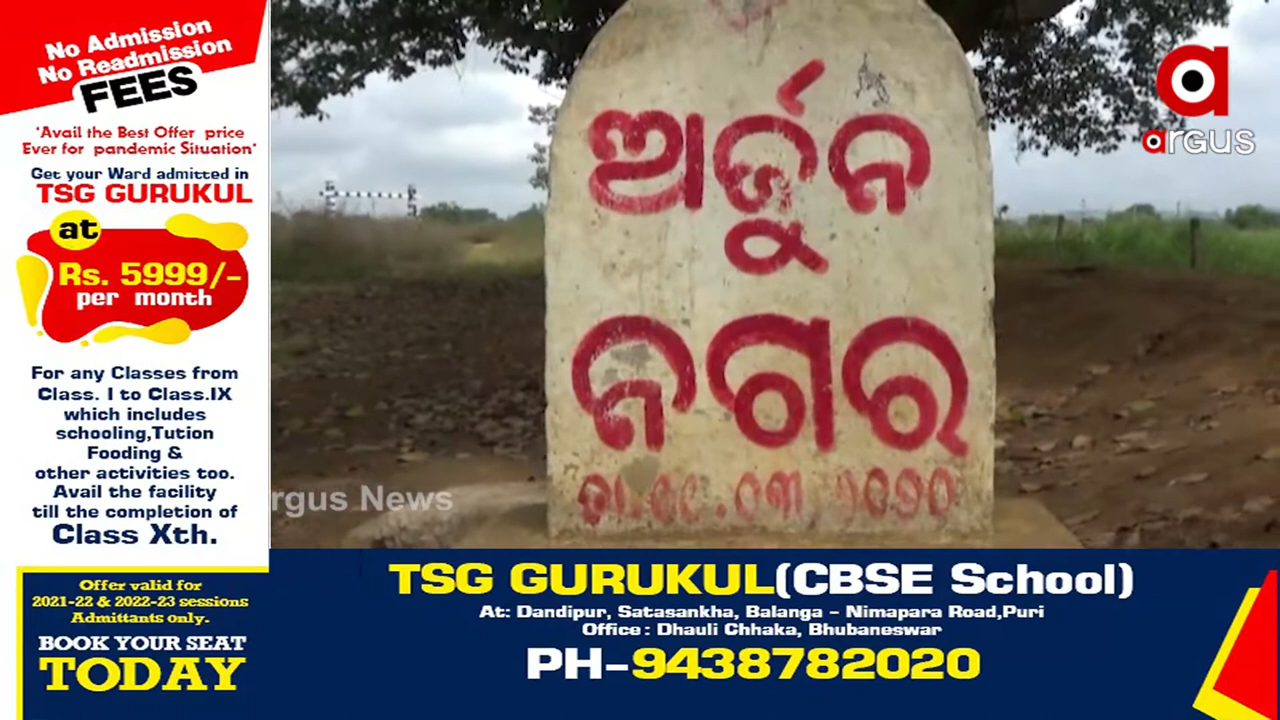 No Admission
No Readmission
FEES
'Avail the Best Offer price
Ever for pandemic Situation'
Get your Ward admitted in
TSG GURUKUL
at
Rs. 5999/-
per month
For any Classes from
Class. I to Class.IX
which includes
schooling,Tution
Fooding &
other activities too.
Avail the facility
till the completion of
Class Xth.
Offer valid for
2021-22 & 2022-23 sessions
Admittants only.
BOOK YOUR SEAT
TODAY
ଅର୍ଜୁନ
ନଗର
argus
rgus News
TSG GURUKUL(CBSE School)
At: Dandipur, Satasankha, Balanga - Nimapara Road,Puri
Office : Dhauli Chhaka, Bhubaneswar
PH-9438782020